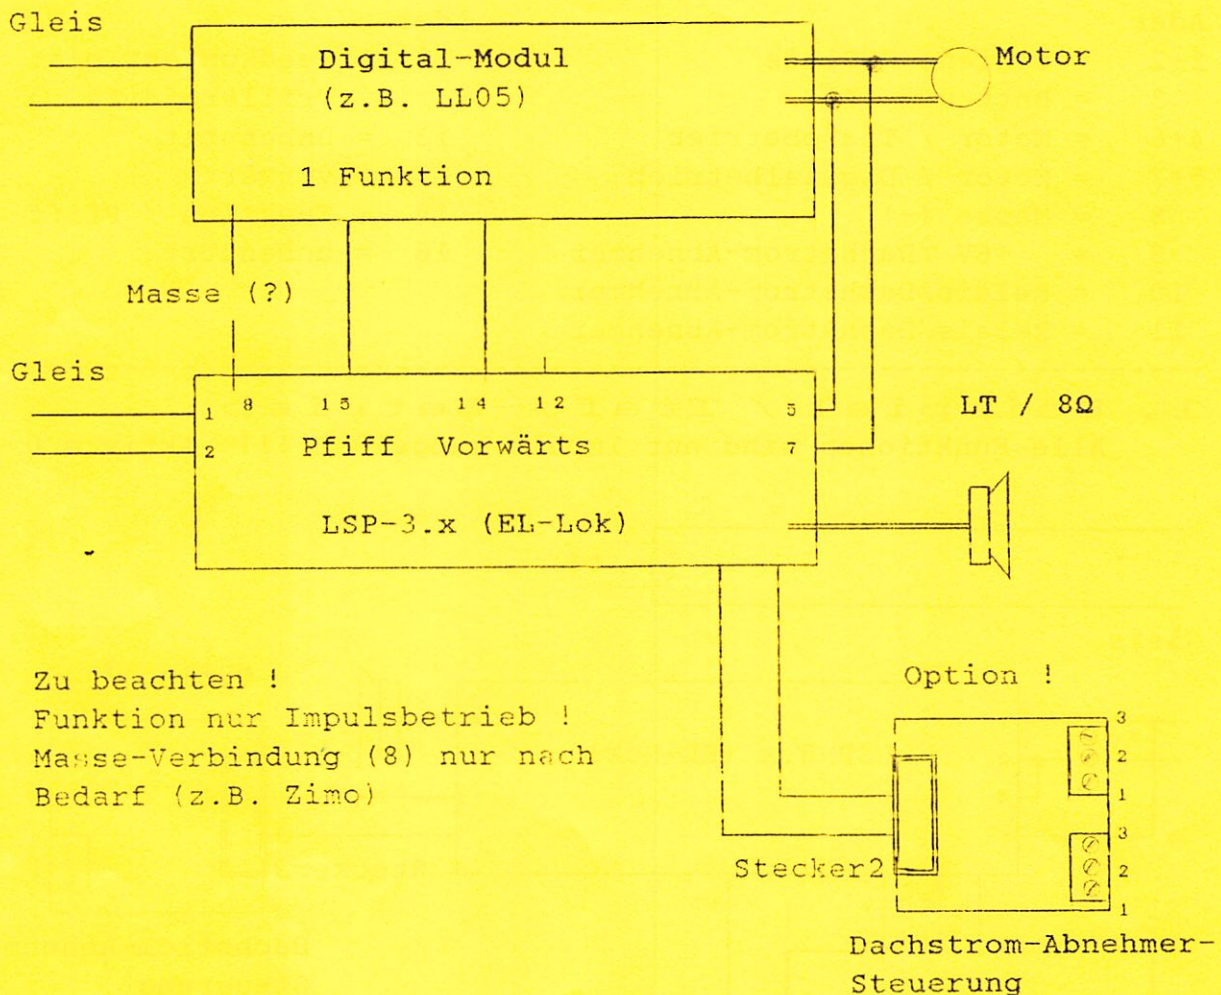 Gleis
Digital-Modul
(z.B. LL05)
1 Funktion
Motor
Masse (?)
Gleis
1
8
15
14
12
5
2
7
Pfiff Vorwärts
LSP-3.x (EL-Lok)
LT / 8Ω
Zu beachten !
Funktion nur Impulsbetrieb !
Masse-Verbindung (8) nur nach
Bedarf (z.B. Zimo)
Option !
3
2
1
3
2
1
Stecker2
Dachstrom-Abnehmer-
Steuerung